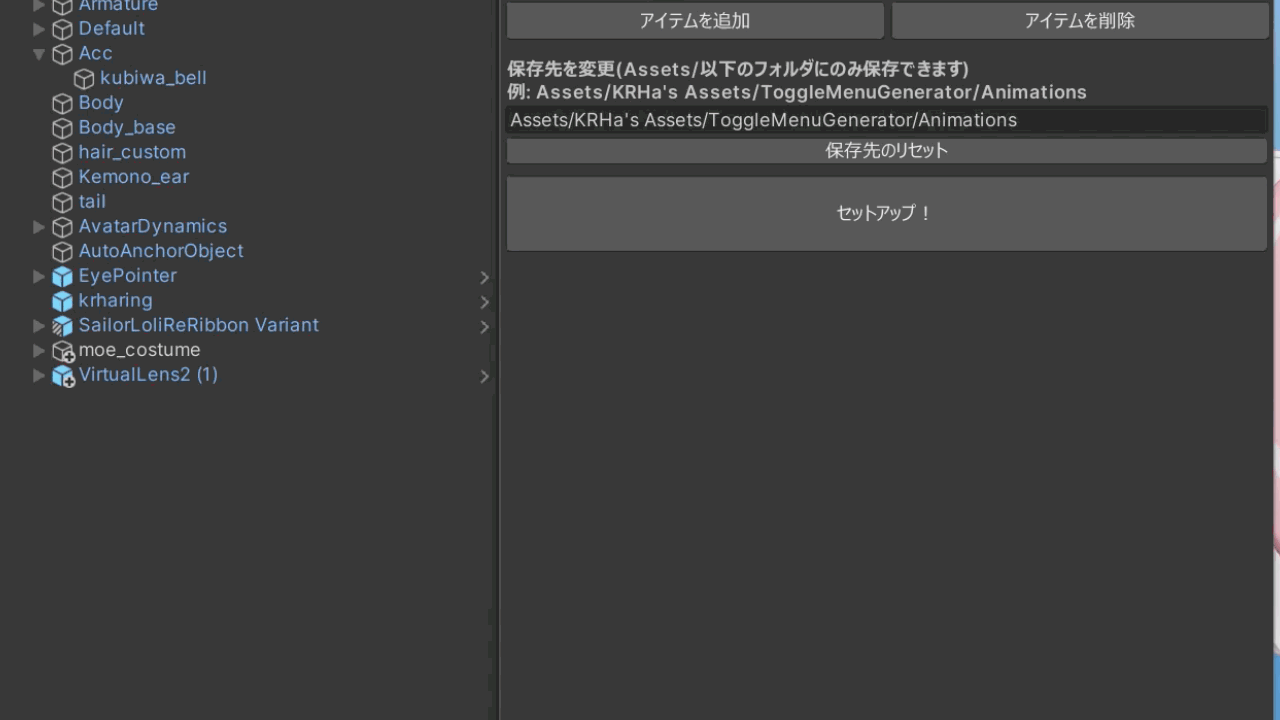 Armature
Default
Acc
kubiwa_bell
Body
Body_base
hair_custom
Kemono_ear
tail
AvatarDynamics
AutoAnchorObject
EyePointer
krharing
SailorLoliReRibbon Variant
moe_costume
VirtualLens2 (1)
アイテムを追加
アイテムを削除
保存先を変更(Assets/以下のフォルダにのみ保存できます)
例: Assets/KRHa's Assets/ToggleMenuGenerator/Animations
Assets/KRHa's Assets/ToggleMenuGenerator/Animations
保存先のリセット
セットアップ！